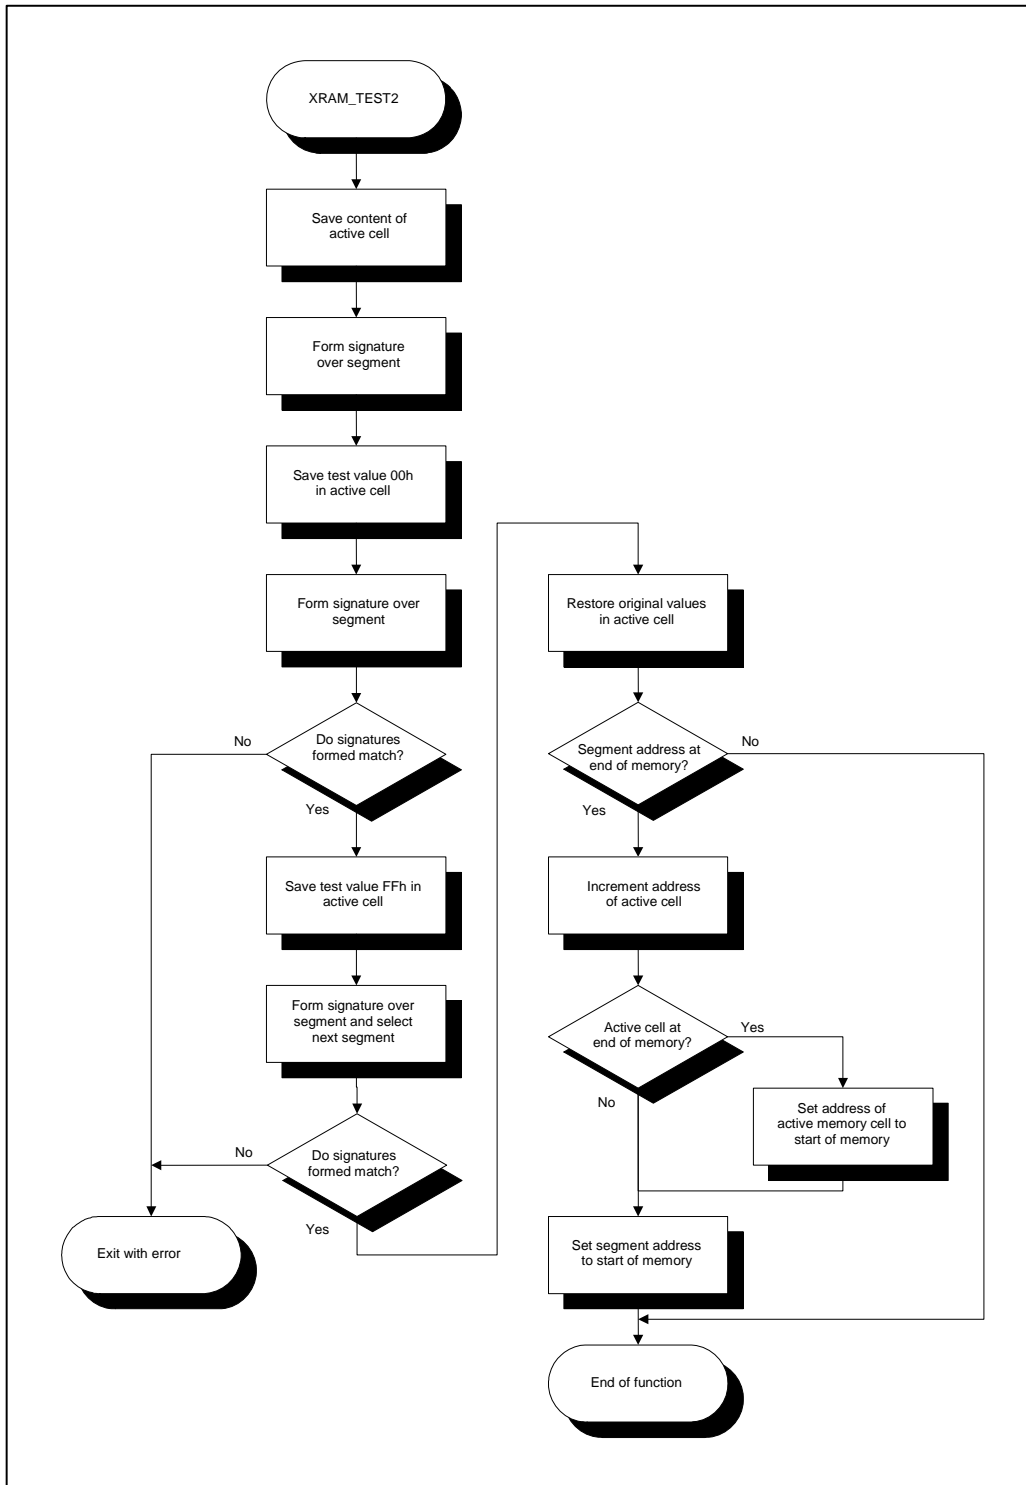 XRAM_TEST2
Save content of
active cell
Form signature
over segment
Save test value 00h
in active cell
Form signature over
segment
Do signatures
formed match?
No
Yes
Save test value FFh in
active cell
Form signature over
segment and select
next segment
Do signatures
formed match?
No
Yes
Exit with error
Restore original values
in active cell
Segment address at
end of memory?
No
Yes
Increment address
of active cell
Active cell at
end of memory?
Yes
No
Set address of
active memory cell to
start of memory
Set segment address
to start of memory
End of function